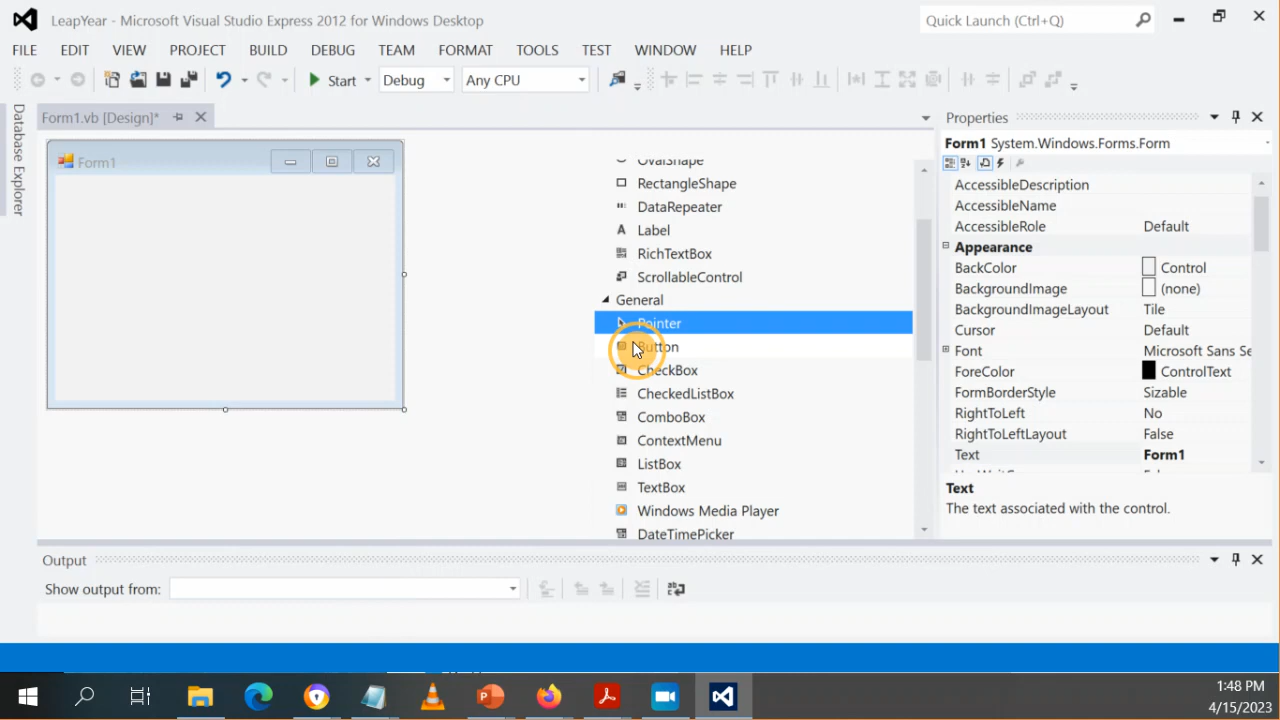 LeapYear - Microsoft Visual Studio Express 2012 for Windows Desktop
Quick Launch (Ctrl+Q)
FILE EDIT VIEW PROJECT BUILD DEBUG TEAM FORMAT TOOLS TEST WINDOW HELP
Start Debug Any CPU
Database Explorer
Form1.vb [Design]*
Form1
OvalShape
RectangleShape
DataRepeater
Label
RichTextBox
ScrollableControl
General
Pointer
Button
CheckBox
CheckedListBox
ComboBox
ContextMenu
ListBox
TextBox
Windows Media Player
DateTimePicker
Properties
Form1 System.Windows.Forms.Form
AccessibleDescription
AccessibleName
AccessibleRole Default
Appearance
BackColor Control
BackgroundImage (none)
BackgroundImageLayout Tile
Cursor Default
Font Microsoft Sans Se
ForeColor ControlText
FormBorderStyle Sizable
RightToLeft No
RightToLeftLayout False
Text Form1
Text
The text associated with the control.
Output
Show output from:
1:48 PM
4/15/2023